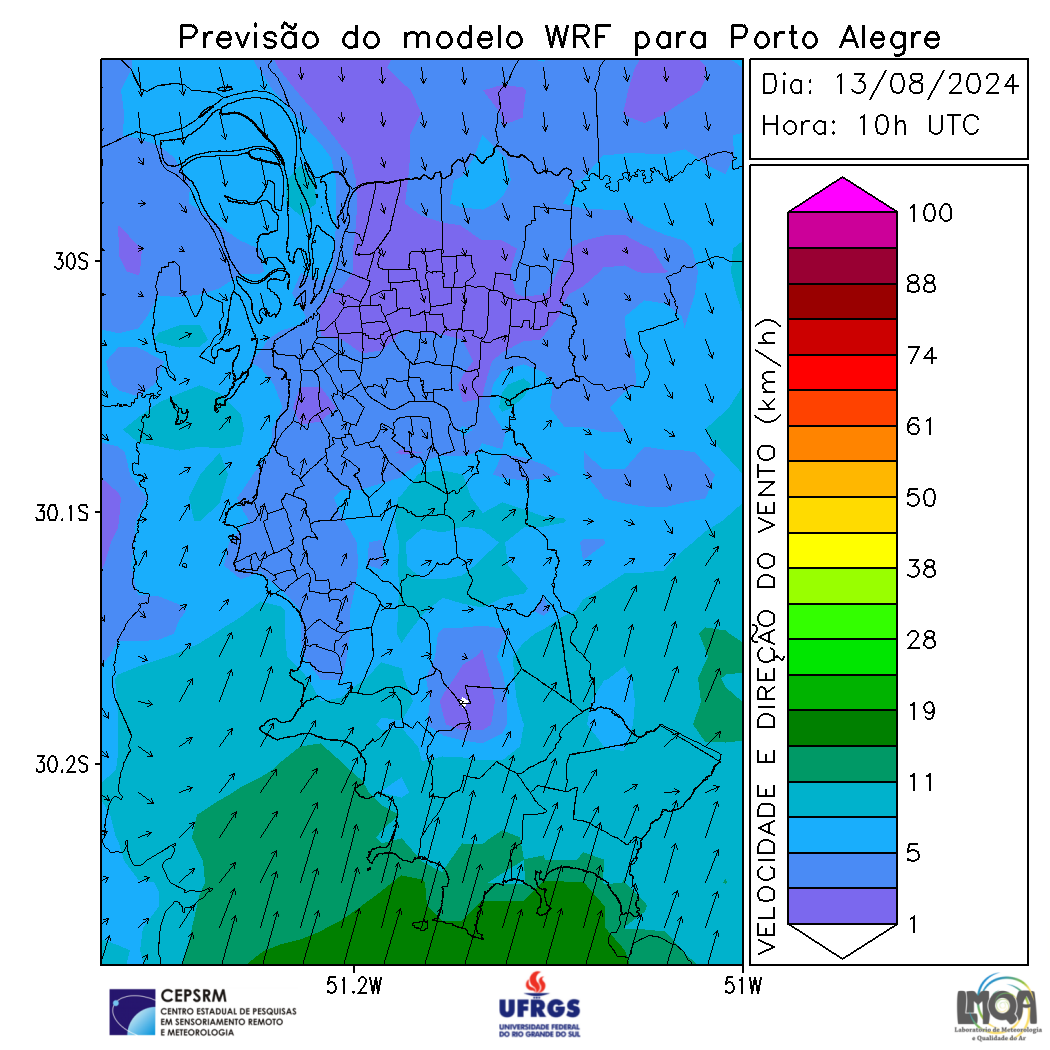 Previsão do modelo WRF para Porto Alegre
Dia: 13/08/2024
Hora: 10h UTC
30S
30.1S
30.2S
51.2W
51W
VELOCIDADE E DIREÇÃO DO VENTO (km/h)
100
88
74
61
50
38
28
19
11
5
1
CEPSRM
CENTRO ESTADUAL DE PESQUISAS
EM SENSORIAMENTO REMOTO
E METEOROLOGIA
UFRGS
UNIVERSIDADE FEDERAL
DO RIO GRANDE DO SUL
LMQA
Laboratório de Meteorologia
e Qualidade do Ar